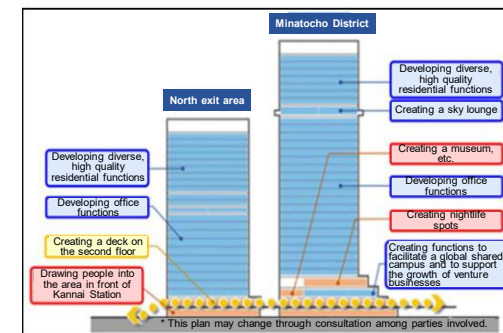 Minatocho District
North exit area
Developing diverse,
high quality
residential functions
Creating a sky lounge
Creating a museum,
etc.
Developing office
functions
Creating nightlife
spots
Creating functions to
facilitate a global shared
campus and to support
the growth of venture
businesses
Developing diverse,
high quality
residential functions
Developing office
functions
Creating a deck on
the second floor
Drawing people into
the area in front of
Kannai Station
* This plan may change through consultation among parties involved.